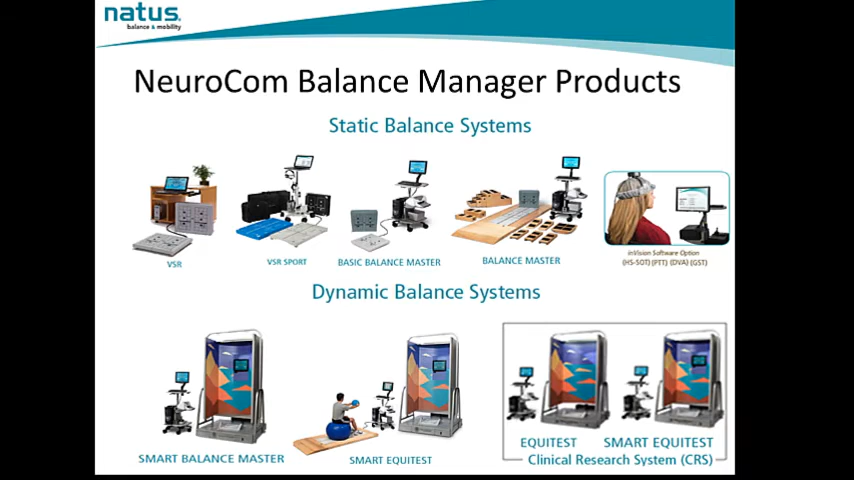 natus.
balance & mobility
NeuroCom Balance Manager Products
Static Balance Systems
VSR
VSR SPORT
BASIC BALANCE MASTER
BALANCE MASTER
inVision Software Option
(HS-SOT) (PTT) (DVA) (GST)
Dynamic Balance Systems
SMART BALANCE MASTER
SMART EQUITEST
EQUITEST
SMART EQUITEST
Clinical Research System (CRS)